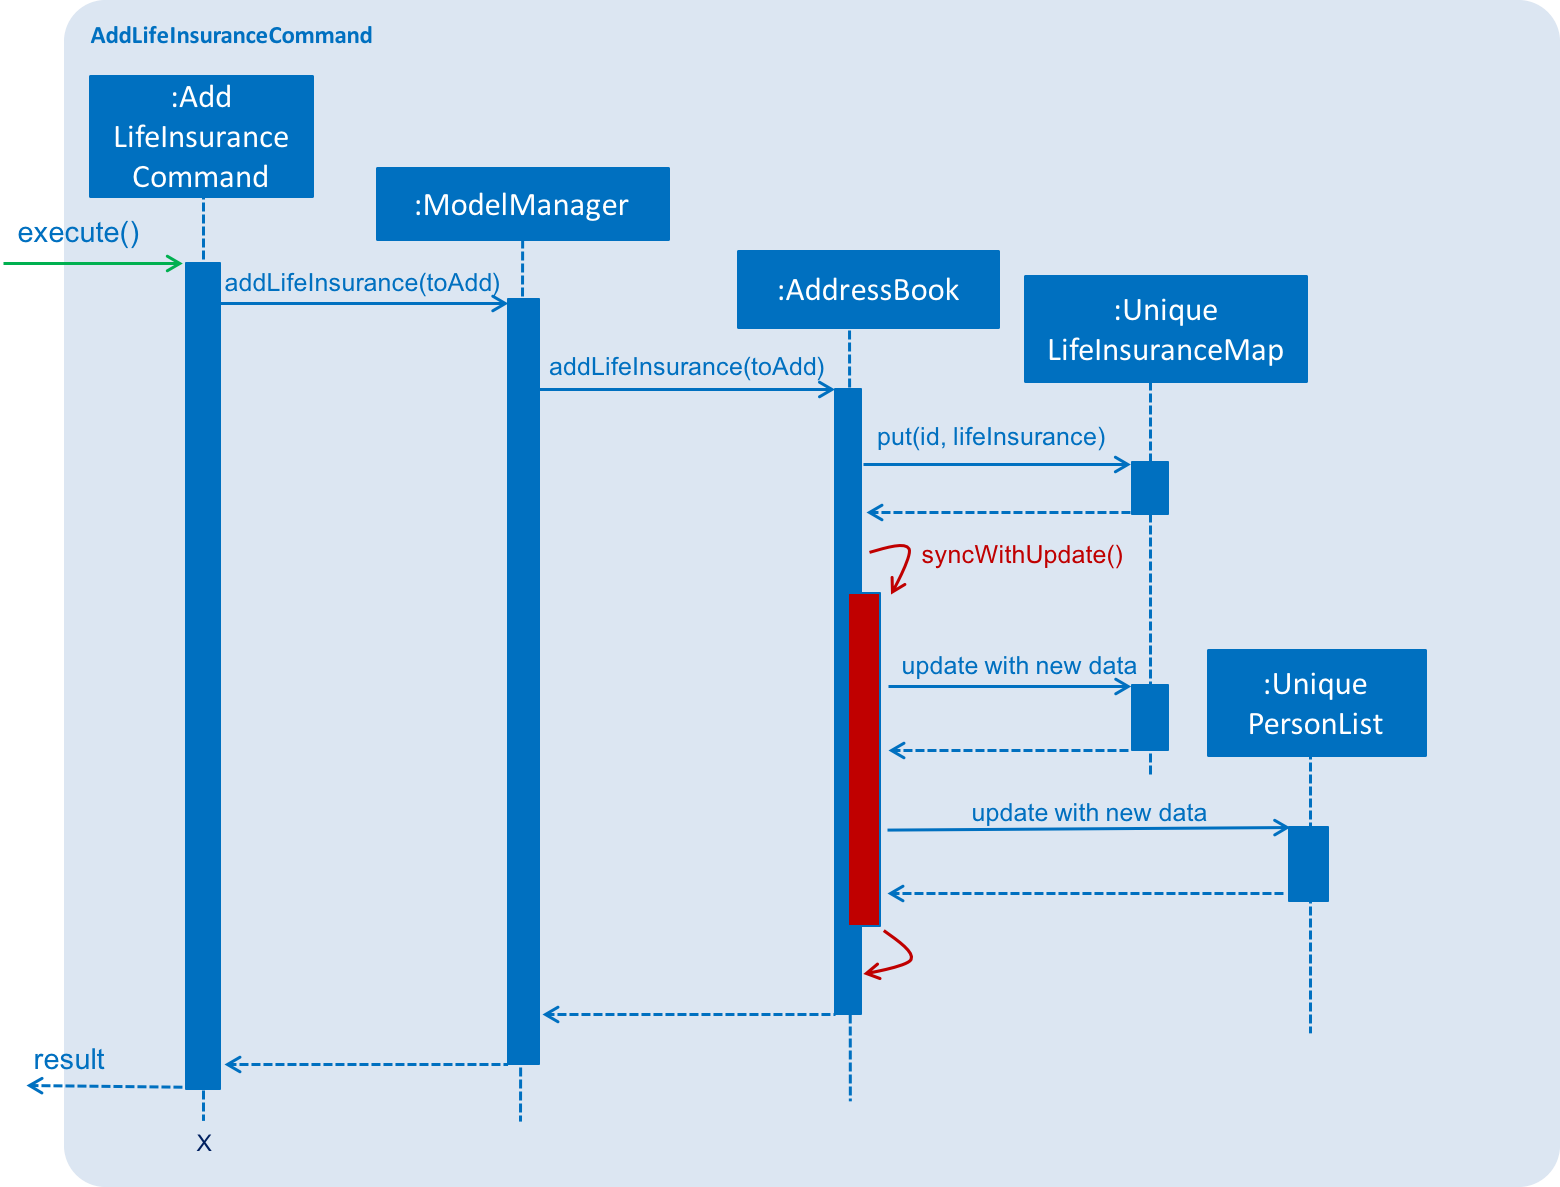 AddLifeInsuranceCommand
:Add
LifeInsurance
Command
:ModelManager
execute()
:AddressBook
addLifeInsurance(toAdd)
:Unique
LifeInsuranceMap
addLifeInsurance(toAdd)
put(id, lifeInsurance)
syncWithUpdate()
update with new data
:Unique
PersonList
update with new data
result
X